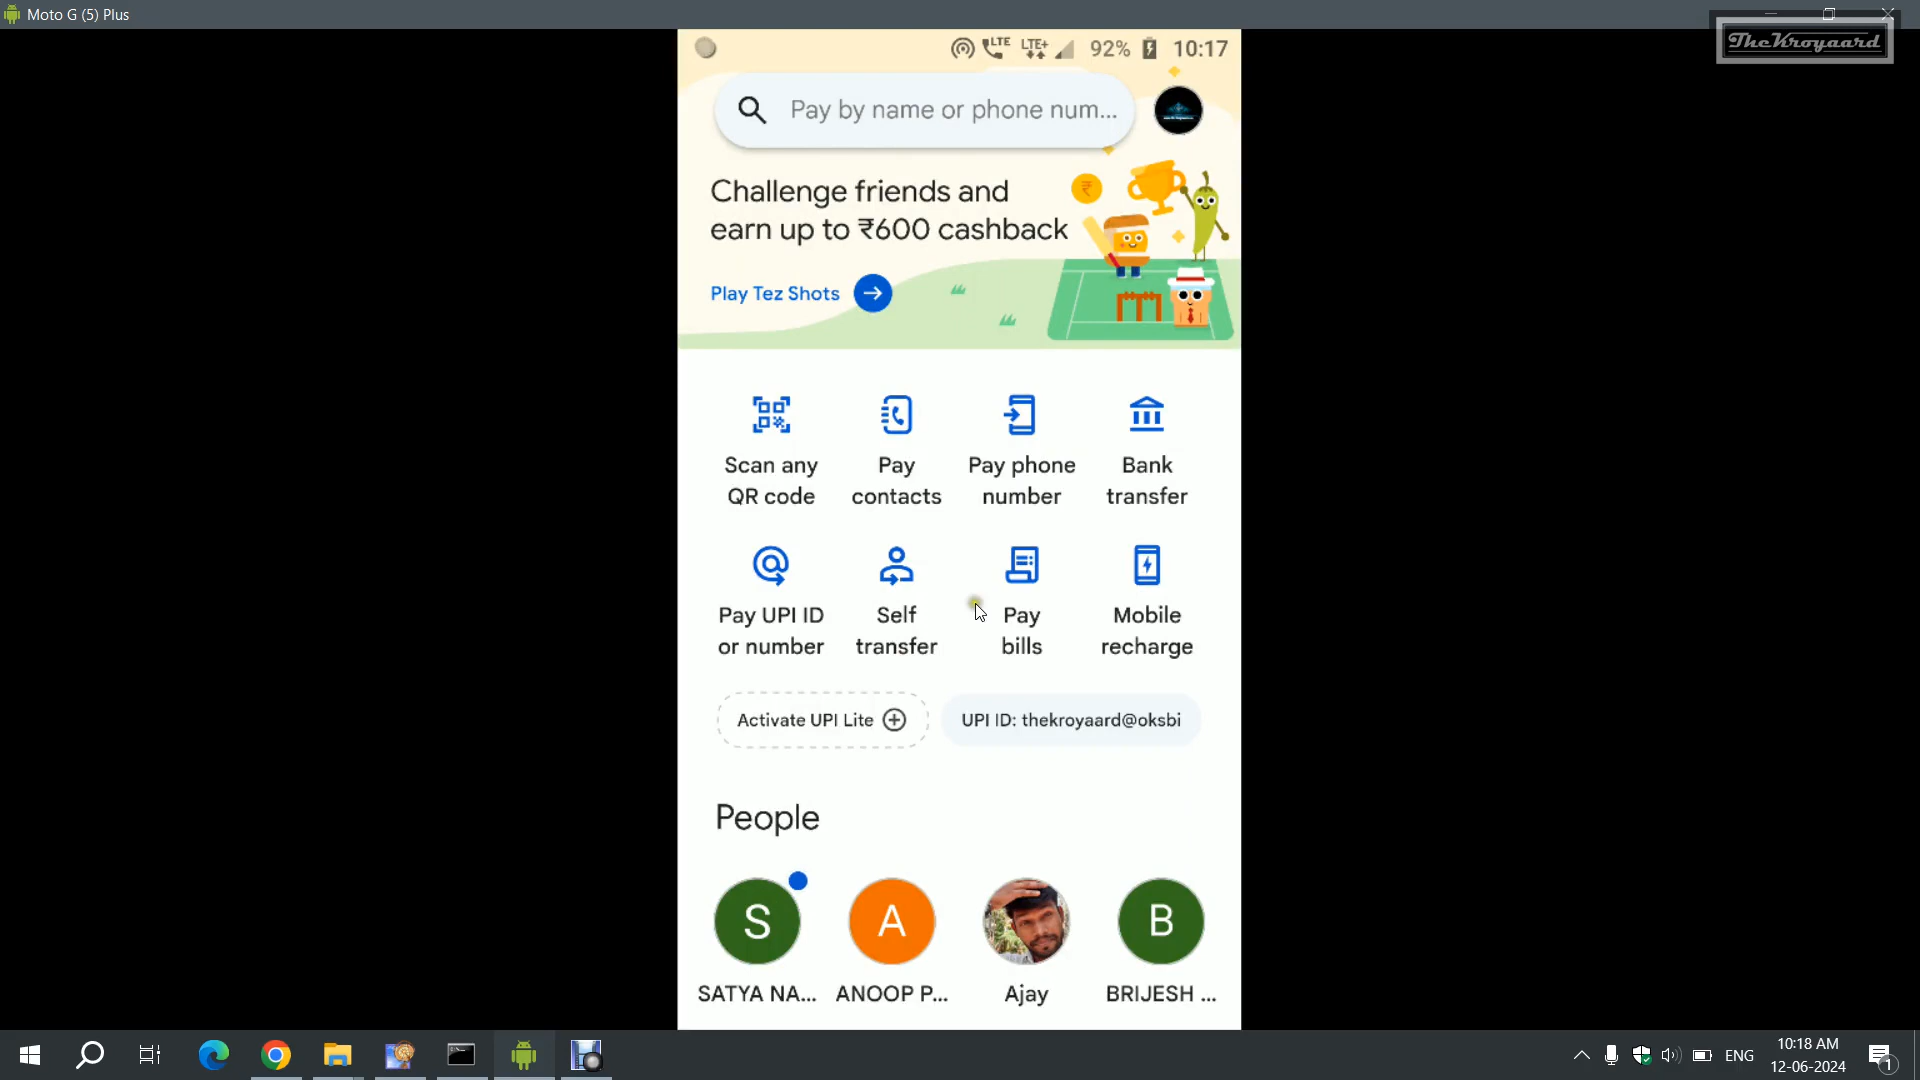 Moto G (5) Plus
TheKroyaard
LTE LTE+ 92% 10:17
Pay by name or phone num...
Challenge friends and
earn up to ₹600 cashback
Play Tez Shots
Scan any
QR code
Pay
contacts
Pay phone
number
Bank
transfer
Pay UPI ID
or number
Self
transfer
Pay
bills
Mobile
recharge
Activate UPI Lite
UPI ID: thekroyaard@oksbi
People
S
A
B
SATYA NA...
ANOOP P...
Ajay
BRIJESH ...
ENG
10:18 AM
12-06-2024
1